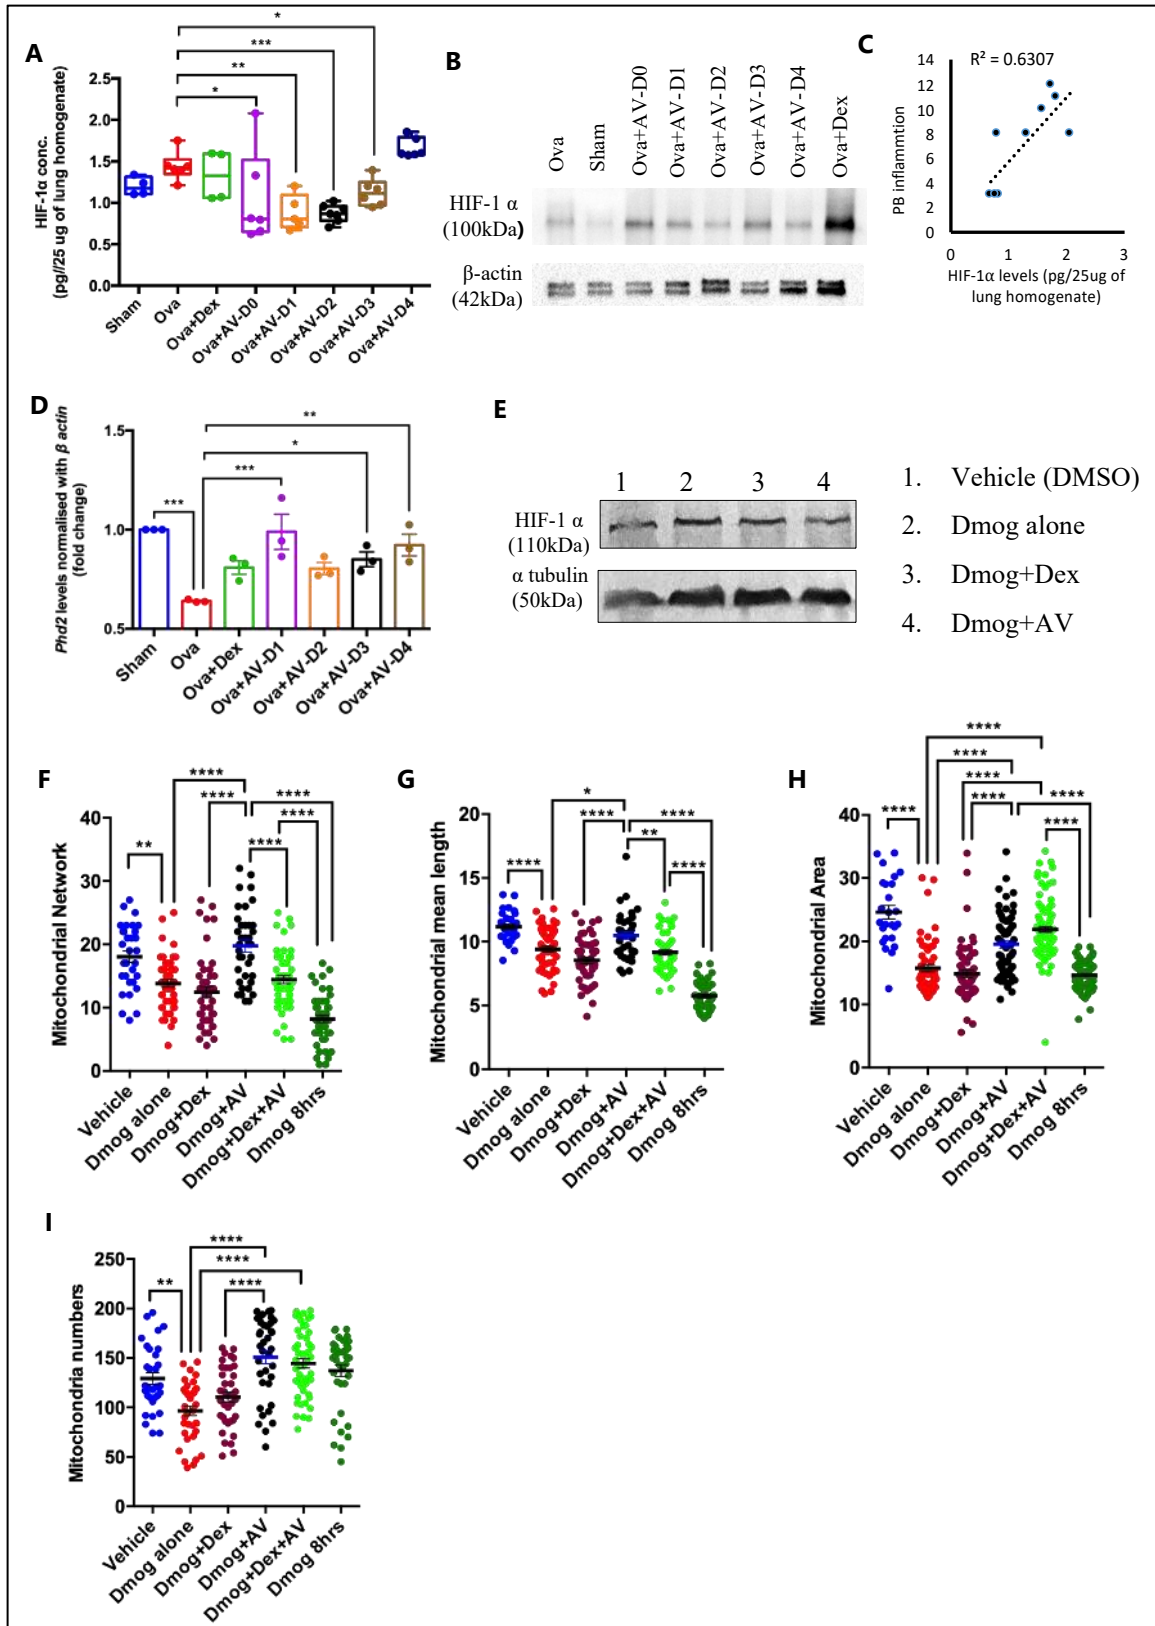 A
HIF-1α conc.
(pg//25 ug of lung homogenate)
2.5
2.0
1.5
1.0
0.5
0.0
*
***
**
*
Sham
Ova
Ova+Dex
Ova+AV-D0
Ova+AV-D1
Ova+AV-D2
Ova+AV-D3
Ova+AV-D4
B
Ova
Sham
Ova+AV-D0
Ova+AV-D1
Ova+AV-D2
Ova+AV-D3
Ova+AV-D4
Ova+Dex
HIF-1 α
(100kDa)
β-actin
(42kDa)
C
R² = 0.6307
PB inflammtion
14
12
10
8
6
4
2
0
0 1 2 3
HIF-1α levels (pg/25ug of
lung homogenate)
D
Phd2 levels normalised with β actin
(fold change)
1.5
1.0
0.5
**
*
***
***
Sham
Ova
Ova+Dex
Ova+AV-D1
Ova+AV-D2
Ova+AV-D3
Ova+AV-D4
E
1 2 3 4
HIF-1 α
(110kDa)
α tubulin
(50kDa)
1. Vehicle (DMSO)
2. Dmog alone
3. Dmog+Dex
4. Dmog+AV
F
Mitochondrial Network
40
30
20
10
0
****
**** ****
****
** ****
Vehicle
Dmog alone
Dmog+Dex
Dmog+AV
Dmog+Dex+AV
Dmog 8hrs
G
Mitochondrial mean length
20
15
10
5
0
*
**** ****
**
**** ****
Vehicle
Dmog alone
Dmog+Dex
Dmog+AV
Dmog+Dex+AV
Dmog 8hrs
H
Mitochondrial Area
40
30
20
10
0
****
****
****
**** ****
**** ****
Vehicle
Dmog alone
Dmog+Dex
Dmog+AV
Dmog+Dex+AV
Dmog 8hrs
I
Mitochondria numbers
250
200
150
100
50
0
****
****
** ****
Vehicle
Dmog alone
Dmog+Dex
Dmog+AV
Dmog+Dex+AV
Dmog 8hrs